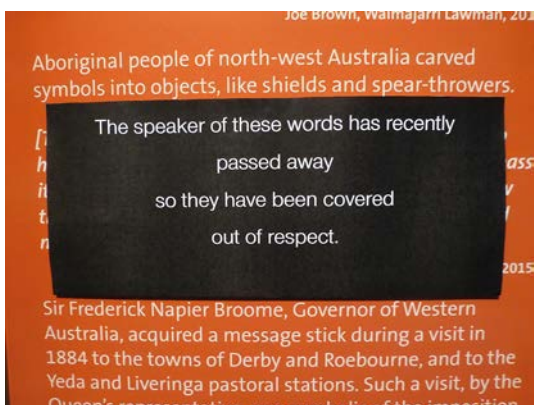 Joe Brown, Walmajarri Lawman, 201
Aboriginal people of north-west Australia carved
symbols into objects, like shields and spear-throwers.
The speaker of these words has recently
passed away
so they have been covered
out of respect.
2015
Sir Frederick Napier Broome, Governor of Western
Australia, acquired a message stick during a visit in
1884 to the towns of Derby and Roebourne, and to the
Yeda and Liveringa pastoral stations. Such a visit, by the